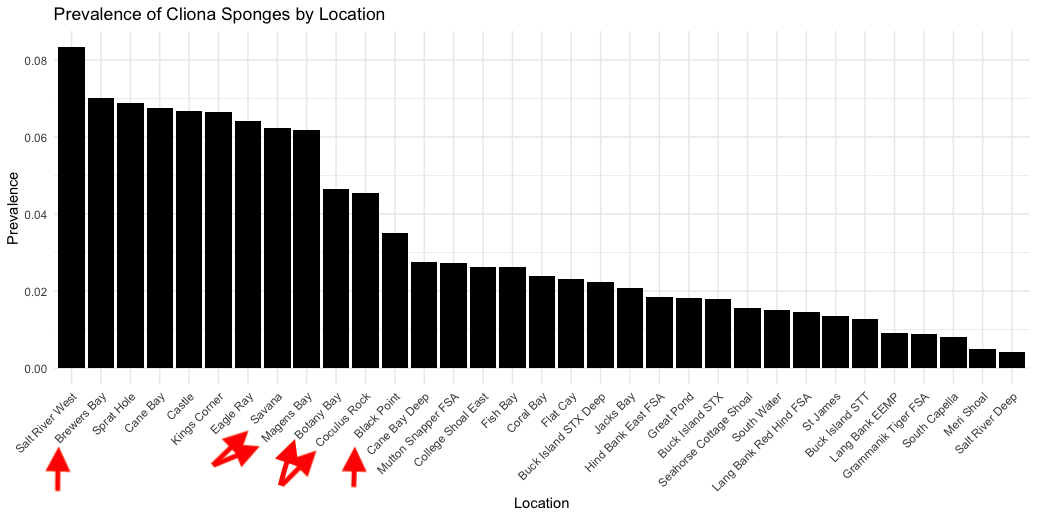 Prevalence of Cliona Sponges by Location
Prevalence
0.08
0.06
0.04
0.02
0.00
Salt River West
Brewers Bay
Sprat Hole
Cane Bay
Castle
Kings Corner
Eagle Ray
Savana
Magens Bay
Botany Bay
Coculus Rock
Black Point
Cane Bay Deep
Mutton Snapper FSA
College Shoal East
Fish Bay
Coral Bay
Flat Cay
Buck Island STX Deep
Jacks Bay
Hind Bank East FSA
Great Pond
Buck Island STX
Seahorse Cottage Shoal
South Water
Lang Bank Red Hind FSA
St James
Buck Island STT
Lang Bank EEMP
Grammanik Tiger FSA
South Capella
Meri Shoal
Salt River Deep
Location